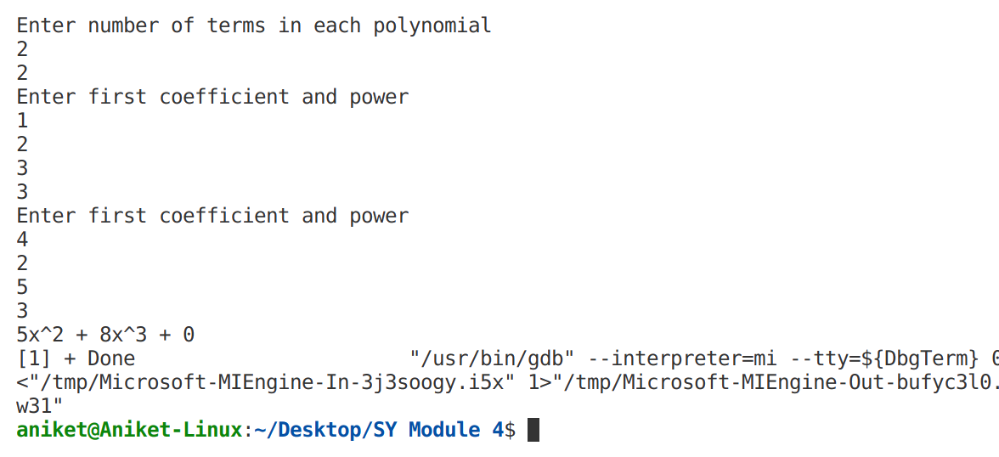 Enter number of terms in each polynomial
2
2
Enter first coefficient and power
1
2
3
3
Enter first coefficient and power
4
2
5
3
5x^2 + 8x^3 + 0
[1] + Done "/usr/bin/gdb" --interpreter=mi --tty=${DbgTerm} 0
<"/tmp/Microsoft-MIEngine-In-3j3soogy.i5x" 1>"/tmp/Microsoft-MIEngine-Out-bufyc3l0.
w31"
aniket@Aniket-Linux:~/Desktop/SY Module 4$